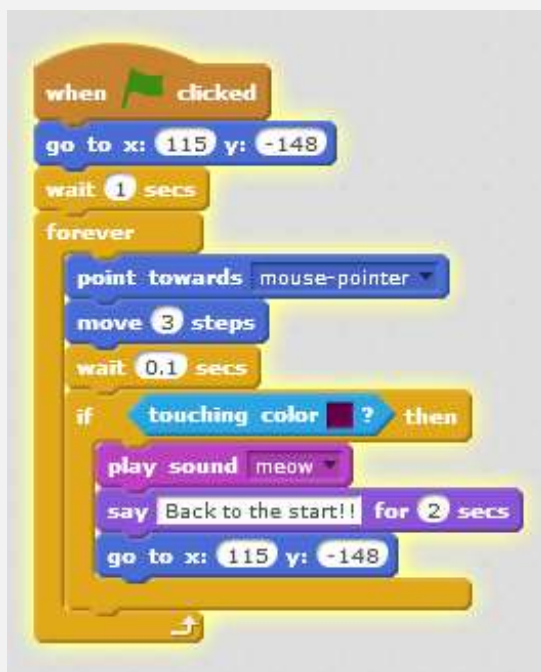 when clicked
go to x: 115 y: -148
wait 1 secs
forever
point towards mouse-pointer
move 3 steps
wait 0.1 secs
if touching color ? then
play sound meow
say Back to the start!! for 2 secs
go to x: 115 y: -148